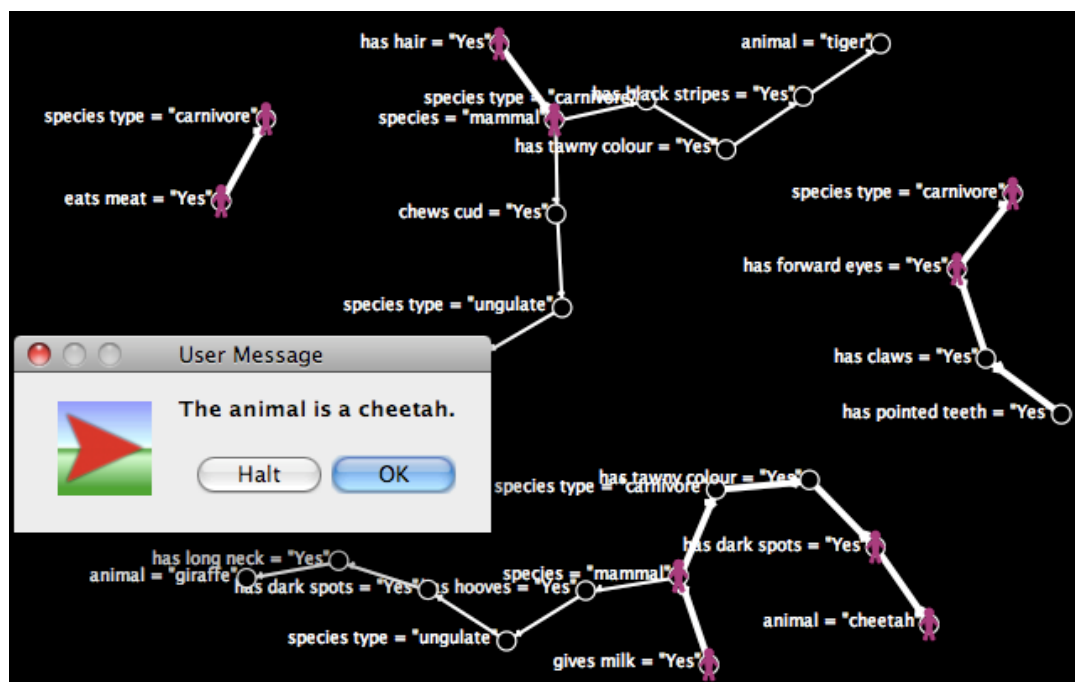 has hair = "Yes"
animal = "tiger"
species type = "carnivore"
has black stripes = "Yes"
species type = "carnivore"
species = "mammal"
has tawny colour = "Yes"
eats meat = "Yes"
species type = "carnivore"
chews cud = "Yes"
has forward eyes = "Yes"
species type = "ungulate"
User Message
has claws = "Yes"
The animal is a cheetah.
has pointed teeth = "Yes
Halt
OK
has tawny colour = "Yes"
species type = "carnivore
has dark spots = "Yes
has long neck = "Yes"
animal = "giraffe"
species = "mammal"
has dark spots = "Yes"
has hooves = "Yes"
animal = "cheetah"
species type = "ungulate"
gives milk = "Yes"